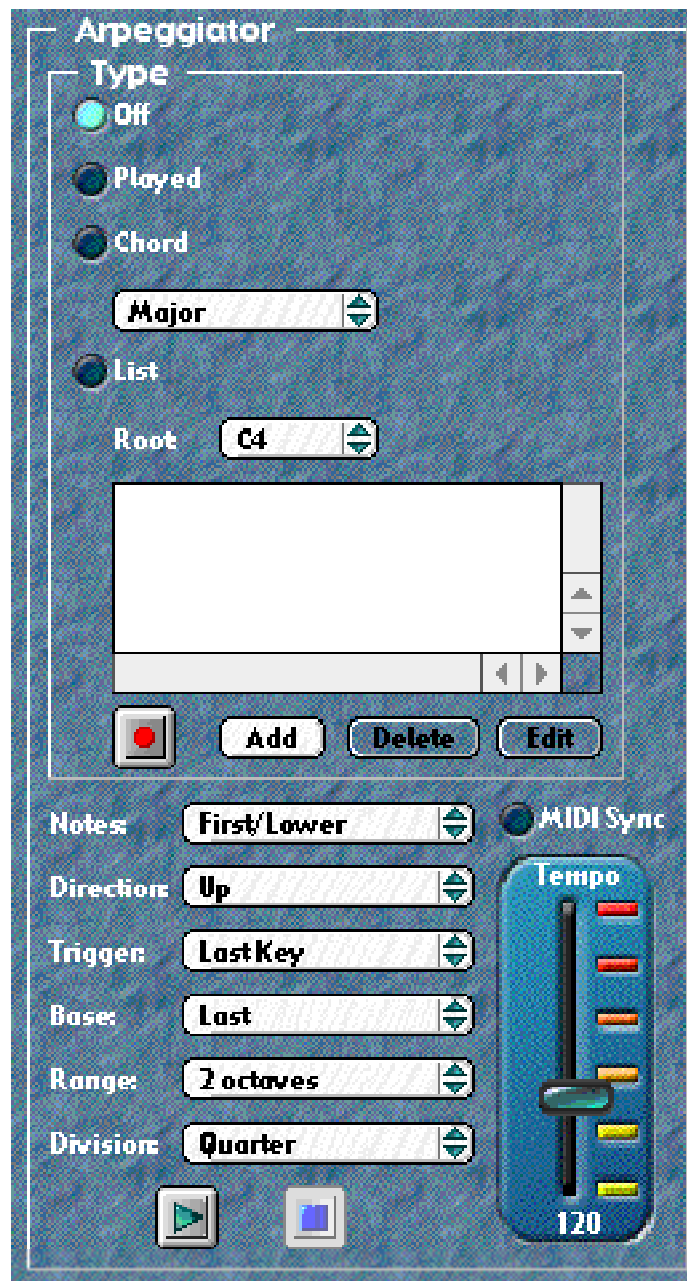 Arpeggiator
Type
Off
Played
Chord
Major
List
Root: C4
Add Delete Edit
Notes: First/Lower MIDI Sync
Tempo
Direction: Up
Trigger: Last Key
Base: Last
Range: 2 octaves
Division: Quarter
120